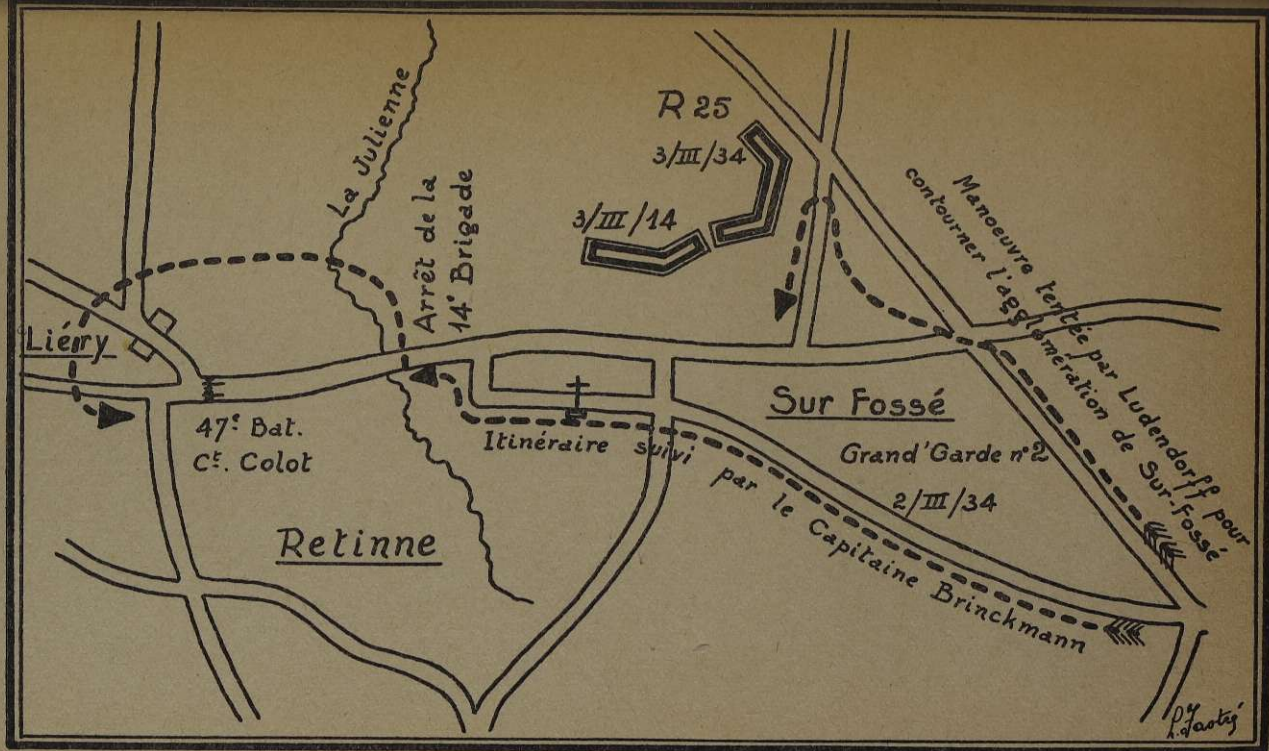 R 25
3/III/34
3/III/14
La Julienne
Arrêt de la
14e Brigade
Manoeuvre tentée par Ludendorff pour
contourner l'agglomération de Sur-Fossé
Liéry
47e Bat.
Ct. Colot
Sur Fossé
Itinéraire suivi par le Capitaine Brinckmann
Grand'Garde n°2
2/III/34
Retinne